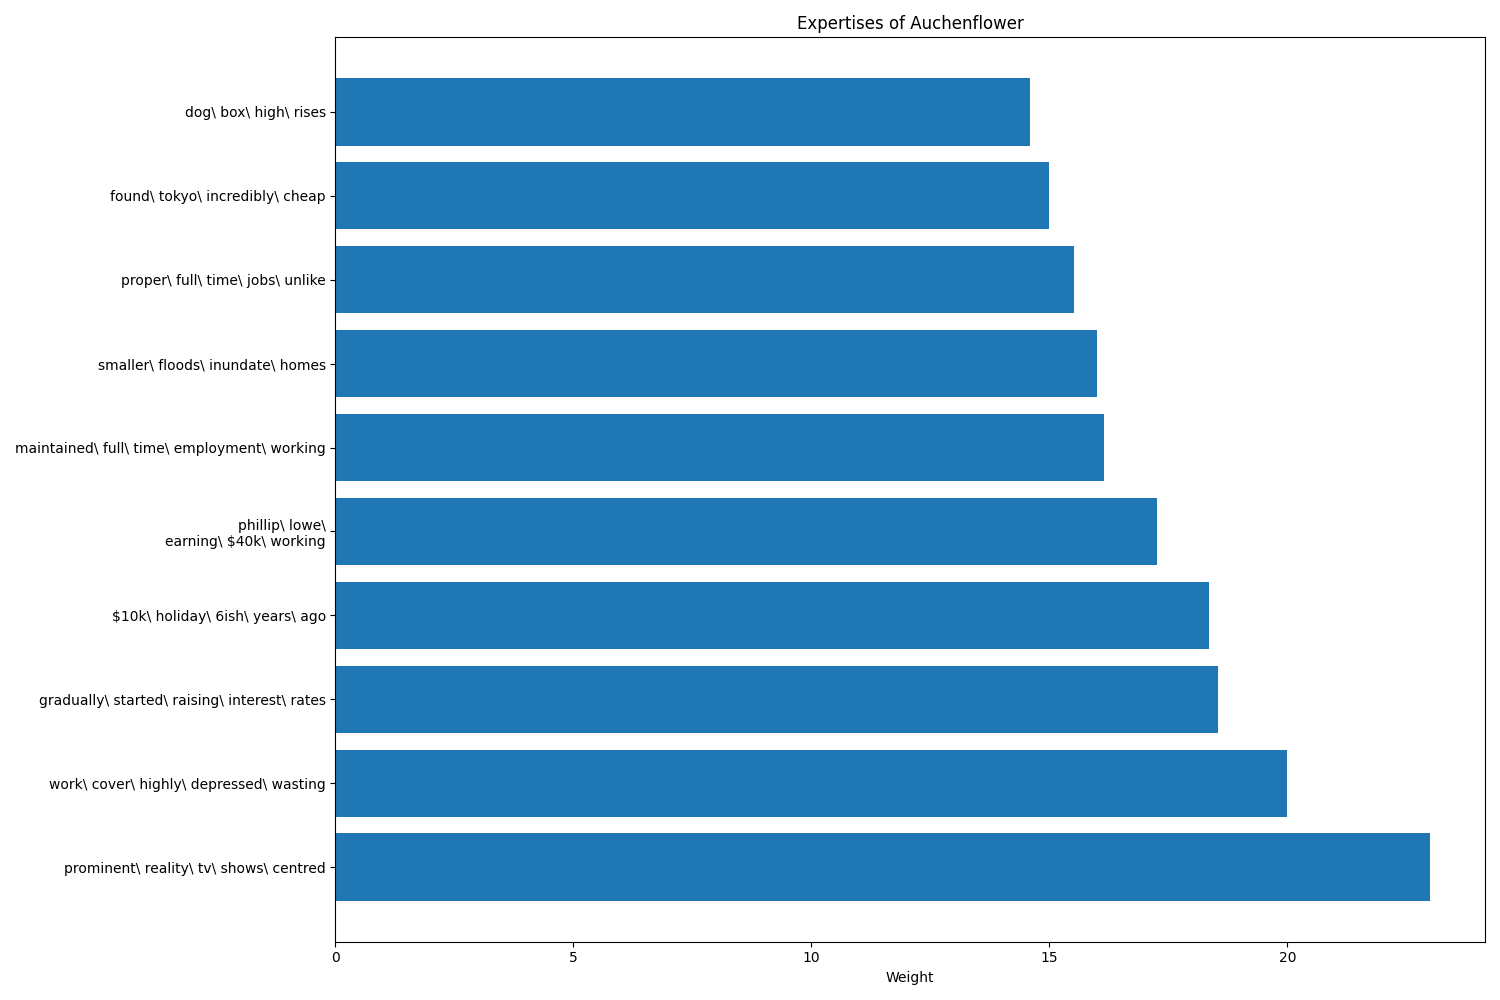 Expertises of Auchenflower
dog\ box\ high\ rises
found\ tokyo\ incredibly\ cheap
proper\ full\ time\ jobs\ unlike
smaller\ floods\ inundate\ homes
maintained\ full\ time\ employment\ working
phillip\ lowe\
earning\ $40k\ working
$10k\ holiday\ 6ish\ years\ ago
gradually\ started\ raising\ interest\ rates
work\ cover\ highly\ depressed\ wasting
prominent\ reality\ tv\ shows\ centred
0 5 10 15 20
Weight